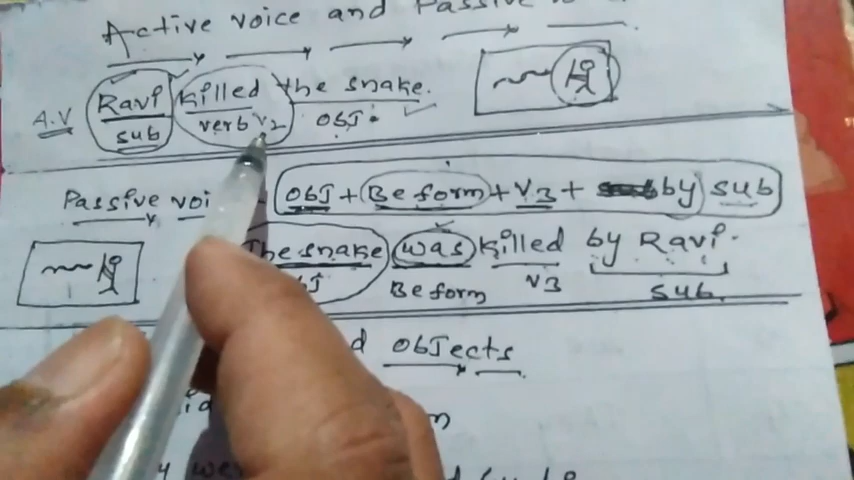 Active voice and Passive
A.V Ravi killed the snake.
sub verb V2 OBJ.
Passive voi OBJ + Be form + V3 + by sub
The snake was killed by Ravi.
Be form V3 sub.
objects